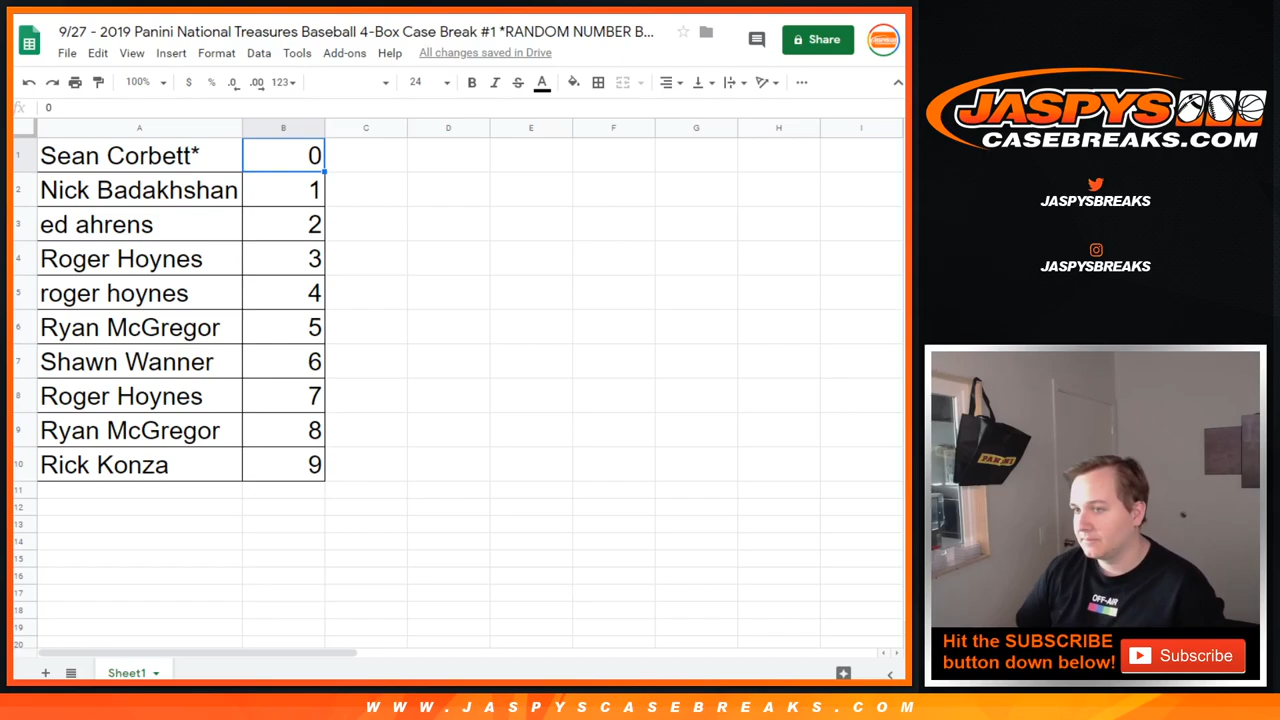 9/27 - 2019 Panini National Treasures Baseball 4-Box Case Break #1 *RANDOM NUMBER B...
Share
File Edit View Insert Format Data Tools Add-ons Help All changes saved in Drive
100% $ % .0 .00 123 24 B I S A
fx 0
A B C D E F G H I
1 Sean Corbett* 0
2 Nick Badakhshan 1
3 ed ahrens 2
4 Roger Hoynes 3
5 roger hoynes 4
6 Ryan McGregor 5
7 Shawn Wanner 6
8 Roger Hoynes 7
9 Ryan McGregor 8
10 Rick Konza 9
11
12
13
14
15
16
17
18
19
20
Sheet1
JASPYS
CASEBREAKS.COM
JASPYSBREAKS
JASPYSBREAKS
PANINI
OFF-AIR
Hit the SUBSCRIBE
button down below!
Subscribe
WWW.JASPYSCASEBREAKS.COM